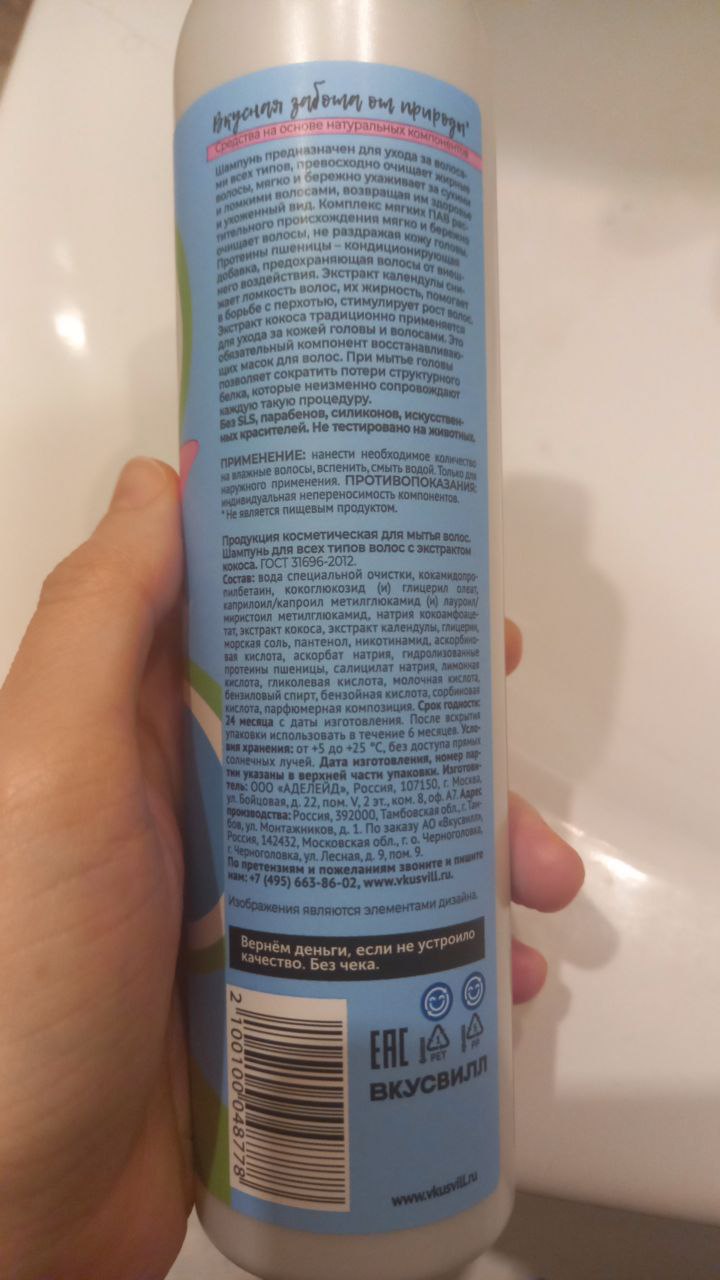 Вкусная забота от природы*
Средства на основе натуральных компонентов
Шампунь предназначен для ухода за волоса-
ми всех типов, превосходно очищает жирные
волосы, мягко и бережно ухаживает за сухими
и ломкими волосами, возвращая им здоровье
и ухоженный вид. Комплекс мягких ПАВ рас-
тительного происхождения мягко и бережно
очищает волосы, не раздражая кожу головы.
Протеины пшеницы – кондиционирующая
добавка, предохраняющая волосы от внеш-
него воздействия. Экстракт календулы сни-
жает ломкость волос, их жирность, помогает
в борьбе с перхотью, стимулирует рост волос.
Экстракт кокоса традиционно применяется
для ухода за кожей головы и волосами. Это
обязательный компонент восстанавливаю-
щих масок для волос. При мытье головы
позволяет сократить потери структурного
белка, которые неизменно сопровождают
каждую такую процедуру.
Без SLS, парабенов, силиконов, искусствен-
ных красителей. Не тестировано на животных.
ПРИМЕНЕНИЕ: нанести необходимое количество
на влажные волосы, вспенить, смыть водой. Только для
наружного применения. ПРОТИВОПОКАЗАНИЯ:
индивидуальная непереносимость компонентов.
*Не является пищевым продуктом.
Продукция косметическая для мытья волос.
Шампунь для всех типов волос с экстрактом
кокоса. ГОСТ 31696-2012.
Состав: вода специальной очистки, кокамидопро-
пилбетаин, кокоглюкозид (и) глицерил олеат,
каприлоил/капроил метилглюкамид (и) лауроил/
миристоил метилглюкамид, натрия кокоамфоаце-
тат, экстракт кокоса, экстракт календулы, глицерин,
морская соль, пантенол, никотинамид, аскорбино-
вая кислота, аскорбат натрия, гидролизованные
протеины пшеницы, салицилат натрия, лимонная
кислота, гликолевая кислота, молочная кислота,
бензиловый спирт, бензойная кислота, сорбиновая
кислота, парфюмерная композиция. Срок годности:
24 месяца с даты изготовления. После вскрытия
упаковки использовать в течение 6 месяцев. Усло-
вия хранения: от +5 до +25 °С, без доступа прямых
солнечных лучей. Дата изготовления, номер пар-
тии указаны в верхней части упаковки. Изготови-
тель: ООО «АДЕЛЕЙД», Россия, 107150, г. Москва,
ул. Бойцовая, д. 22, пом. V, 2 эт., ком. 8, оф. А7. Адрес
производства: Россия, 392000, Тамбовская обл., г. Там-
бов, ул. Монтажников, д. 1. По заказу АО «Вкусвилл»,
Россия, 142432, Московская обл., г. о. Черноголовка,
г. Черноголовка, ул. Лесная, д. 9, пом. 9.
По претензиям и пожеланиям звоните и пишите
нам: +7 (495) 663-86-02, www.vkusvill.ru.
Изображения являются элементами дизайна.
Вернём деньги, если не устроило
качество. Без чека.
2 100100 048778
ЕАС
1 PET
1 PP
ВКУСВИЛЛ
www.vkusvill.ru